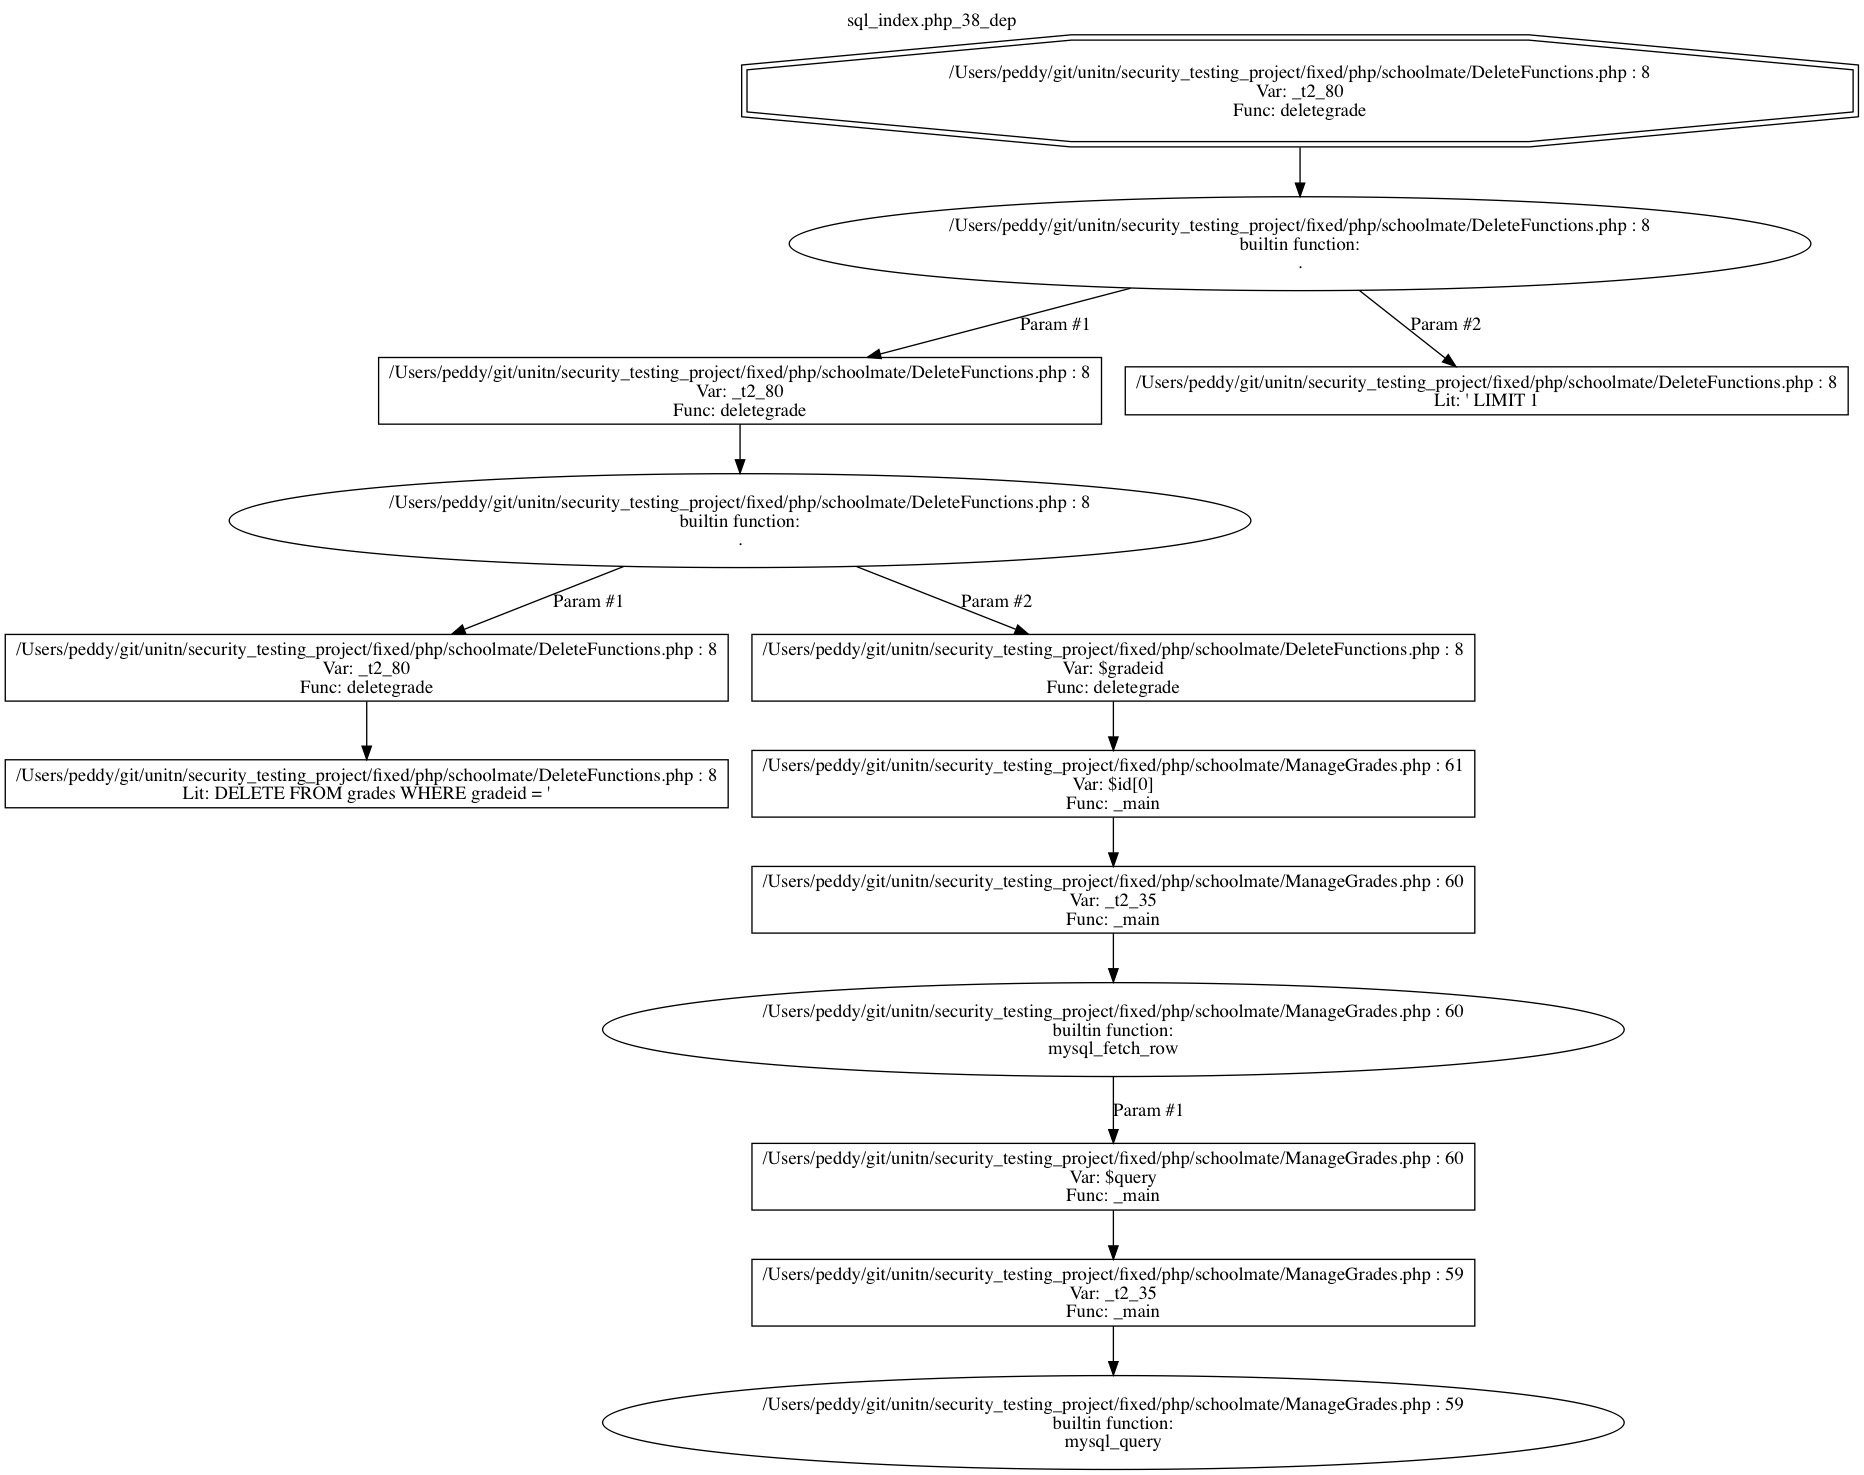 sql_index.php_38_dep
/Users/peddy/git/unitn/security_testing_project/fixed/php/schoolmate/DeleteFunctions.php : 8
Var: _t2_80
Func: deletegrade
/Users/peddy/git/unitn/security_testing_project/fixed/php/schoolmate/DeleteFunctions.php : 8
builtin function:
.
Param #1
Param #2
/Users/peddy/git/unitn/security_testing_project/fixed/php/schoolmate/DeleteFunctions.php : 8
Var: _t2_80
Func: deletegrade
/Users/peddy/git/unitn/security_testing_project/fixed/php/schoolmate/DeleteFunctions.php : 8
Lit: ' LIMIT 1
/Users/peddy/git/unitn/security_testing_project/fixed/php/schoolmate/DeleteFunctions.php : 8
builtin function:
.
Param #1
Param #2
/Users/peddy/git/unitn/security_testing_project/fixed/php/schoolmate/DeleteFunctions.php : 8
Var: _t2_80
Func: deletegrade
/Users/peddy/git/unitn/security_testing_project/fixed/php/schoolmate/DeleteFunctions.php : 8
Var: $gradeid
Func: deletegrade
/Users/peddy/git/unitn/security_testing_project/fixed/php/schoolmate/DeleteFunctions.php : 8
Lit: DELETE FROM grades WHERE gradeid = '
/Users/peddy/git/unitn/security_testing_project/fixed/php/schoolmate/ManageGrades.php : 61
Var: $id[0]
Func: _main
/Users/peddy/git/unitn/security_testing_project/fixed/php/schoolmate/ManageGrades.php : 60
Var: _t2_35
Func: _main
/Users/peddy/git/unitn/security_testing_project/fixed/php/schoolmate/ManageGrades.php : 60
builtin function:
mysql_fetch_row
Param #1
/Users/peddy/git/unitn/security_testing_project/fixed/php/schoolmate/ManageGrades.php : 60
Var: $query
Func: _main
/Users/peddy/git/unitn/security_testing_project/fixed/php/schoolmate/ManageGrades.php : 59
Var: _t2_35
Func: _main
/Users/peddy/git/unitn/security_testing_project/fixed/php/schoolmate/ManageGrades.php : 59
builtin function:
mysql_query